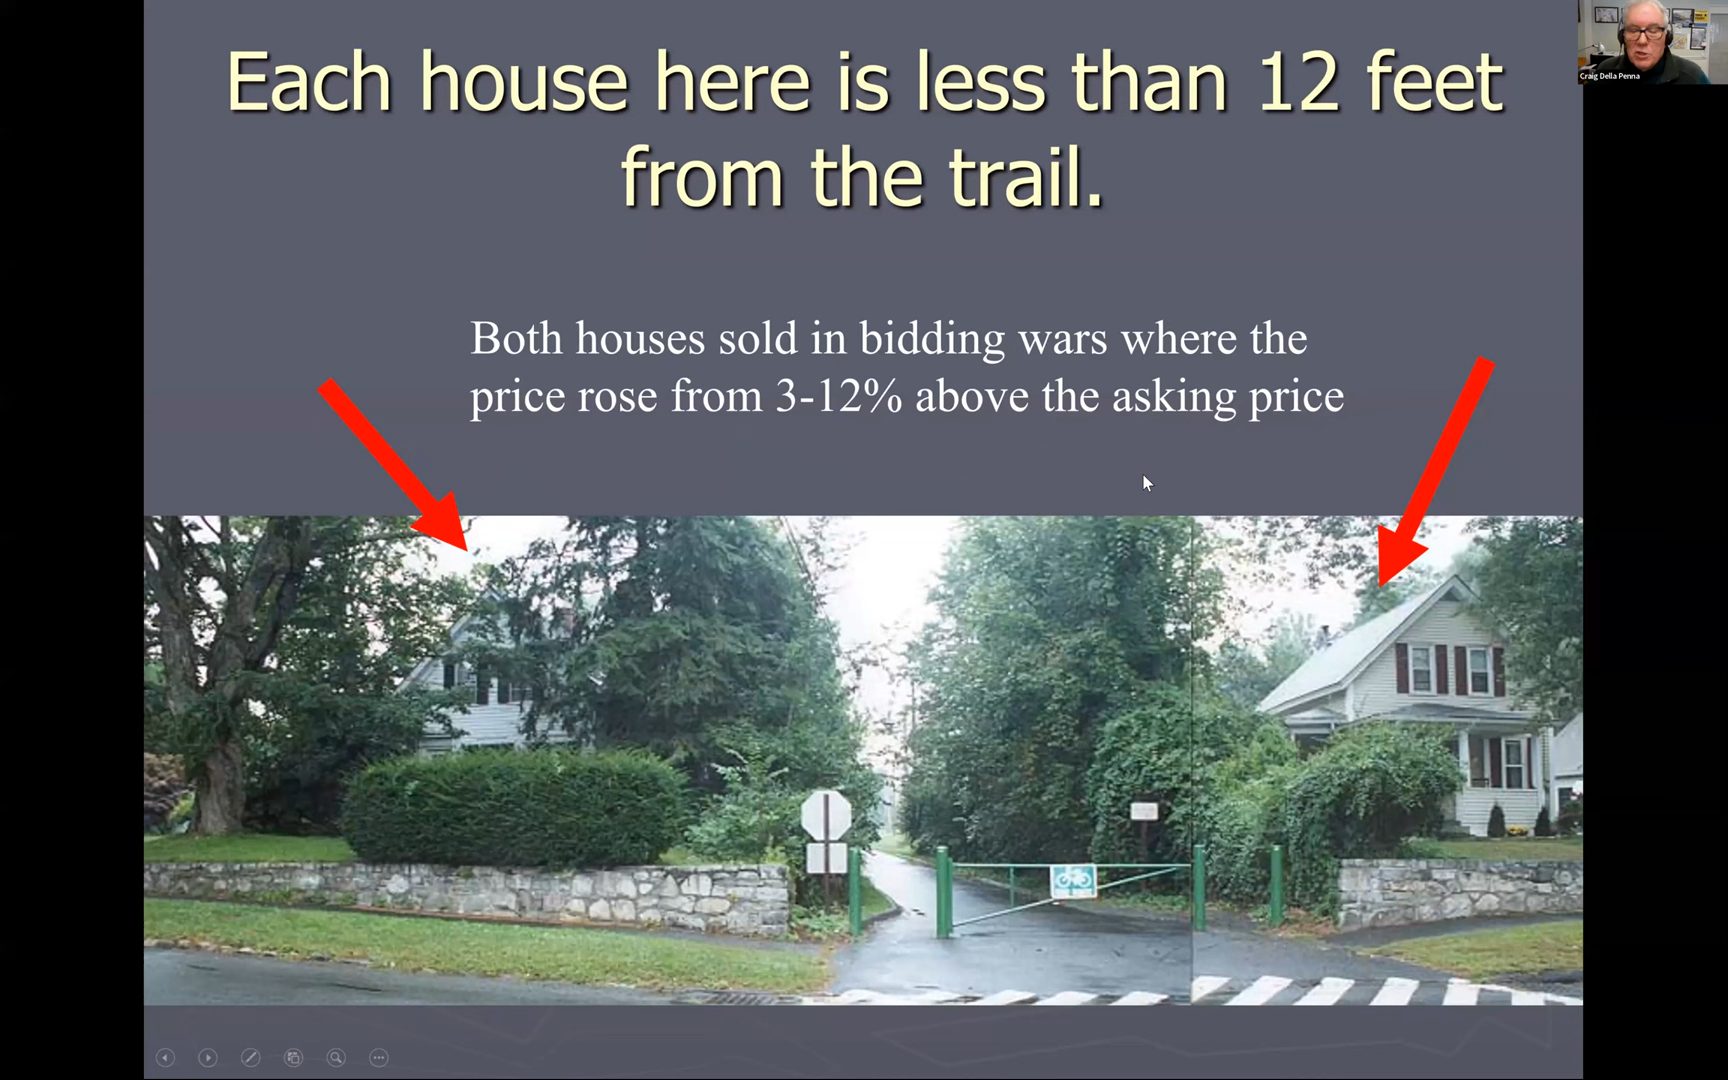 Each house here is less than 12 feet
from the trail.
Craig Della Penna
Both houses sold in bidding wars where the
price rose from 3-12% above the asking price